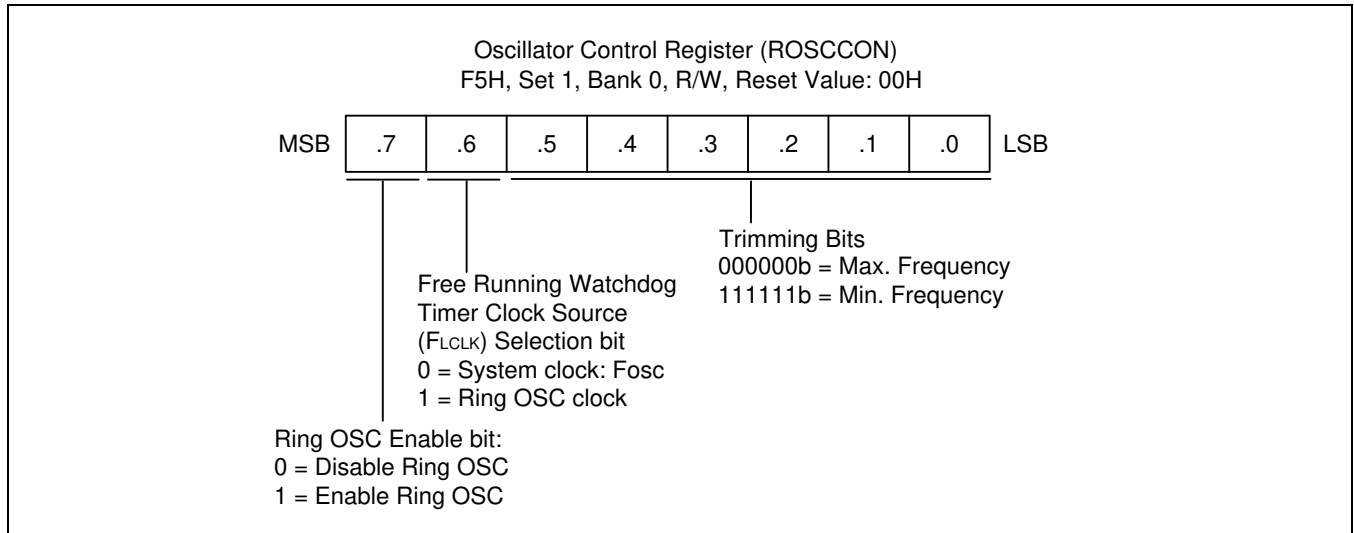 Oscillator Control Register (ROSCCON)
F5H, Set 1, Bank 0, R/W, Reset Value: 00H
MSB .7 .6 .5 .4 .3 .2 .1 .0 LSB
Trimming Bits
000000b = Max. Frequency
111111b = Min. Frequency
Free Running Watchdog
Timer Clock Source
(FLCLK) Selection bit
0 = System clock: Fosc
1 = Ring OSC clock
Ring OSC Enable bit:
0 = Disable Ring OSC
1 = Enable Ring OSC